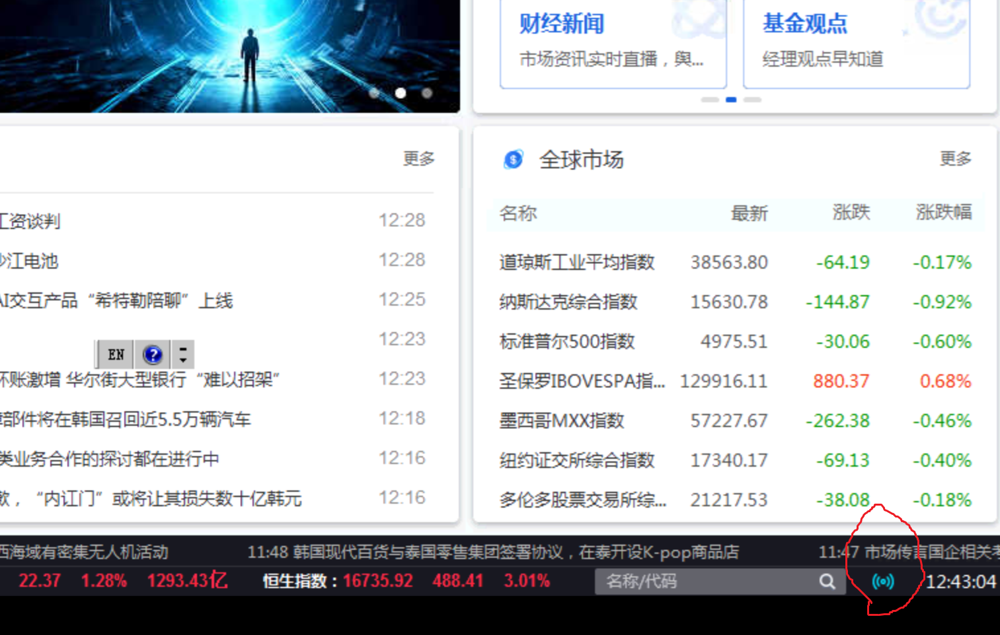 财经新闻
市场资讯实时直播，舆...
基金观点
经理观点早知道
更多
工资谈判 12:28
沙江电池 12:28
AI交互产品“希特勒陪聊”上线 12:25
12:23
EN
坏账激增 华尔街大型银行“难以招架” 12:23
部件将在韩国召回近5.5万辆汽车 12:18
类业务合作的探讨都在进行中 12:16
歉，“内讧门”或将让其损失数十亿韩元 12:16
全球市场 更多
名称 最新 涨跌 涨跌幅
道琼斯工业平均指数 38563.80 -64.19 -0.17%
纳斯达克综合指数 15630.78 -144.87 -0.92%
标准普尔500指数 4975.51 -30.06 -0.60%
圣保罗IBOVESPA指... 129916.11 880.37 0.68%
墨西哥MXX指数 57227.67 -262.38 -0.46%
纽约证交所综合指数 17340.17 -69.13 -0.40%
多伦多股票交易所综... 21217.53 -38.08 -0.18%
西海域有密集无人机活动 11:48 韩国现代百货与泰国零售集团签署协议，在泰开设K-pop商品店 11:47 市场传言国企相关考
22.37 1.28% 1293.43亿 恒生指数：16735.92 488.41 3.01% 名称/代码 12:43:04